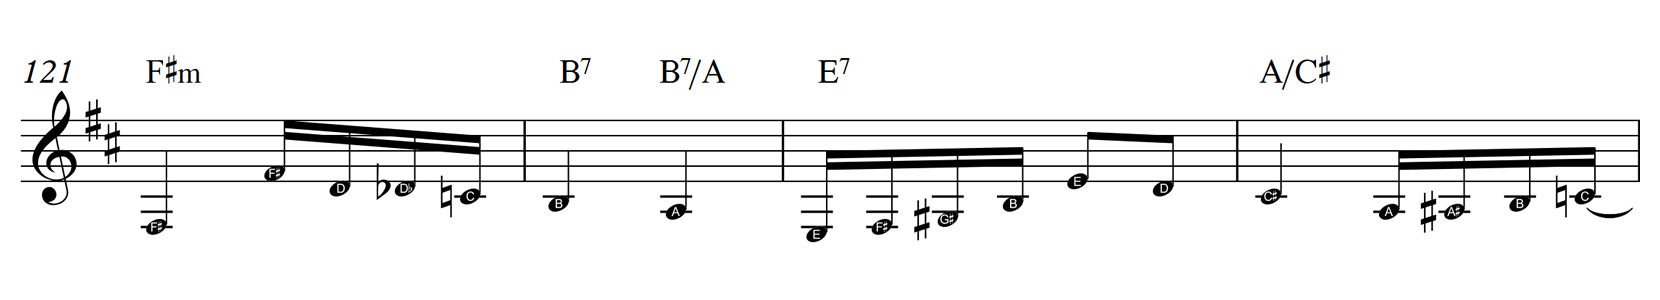 121 F♯m B7 B7/A E7 A/C♯
F♯ F♯ D D♭ C B A E F♯ G♯ B E D C♯ A A♯ B C